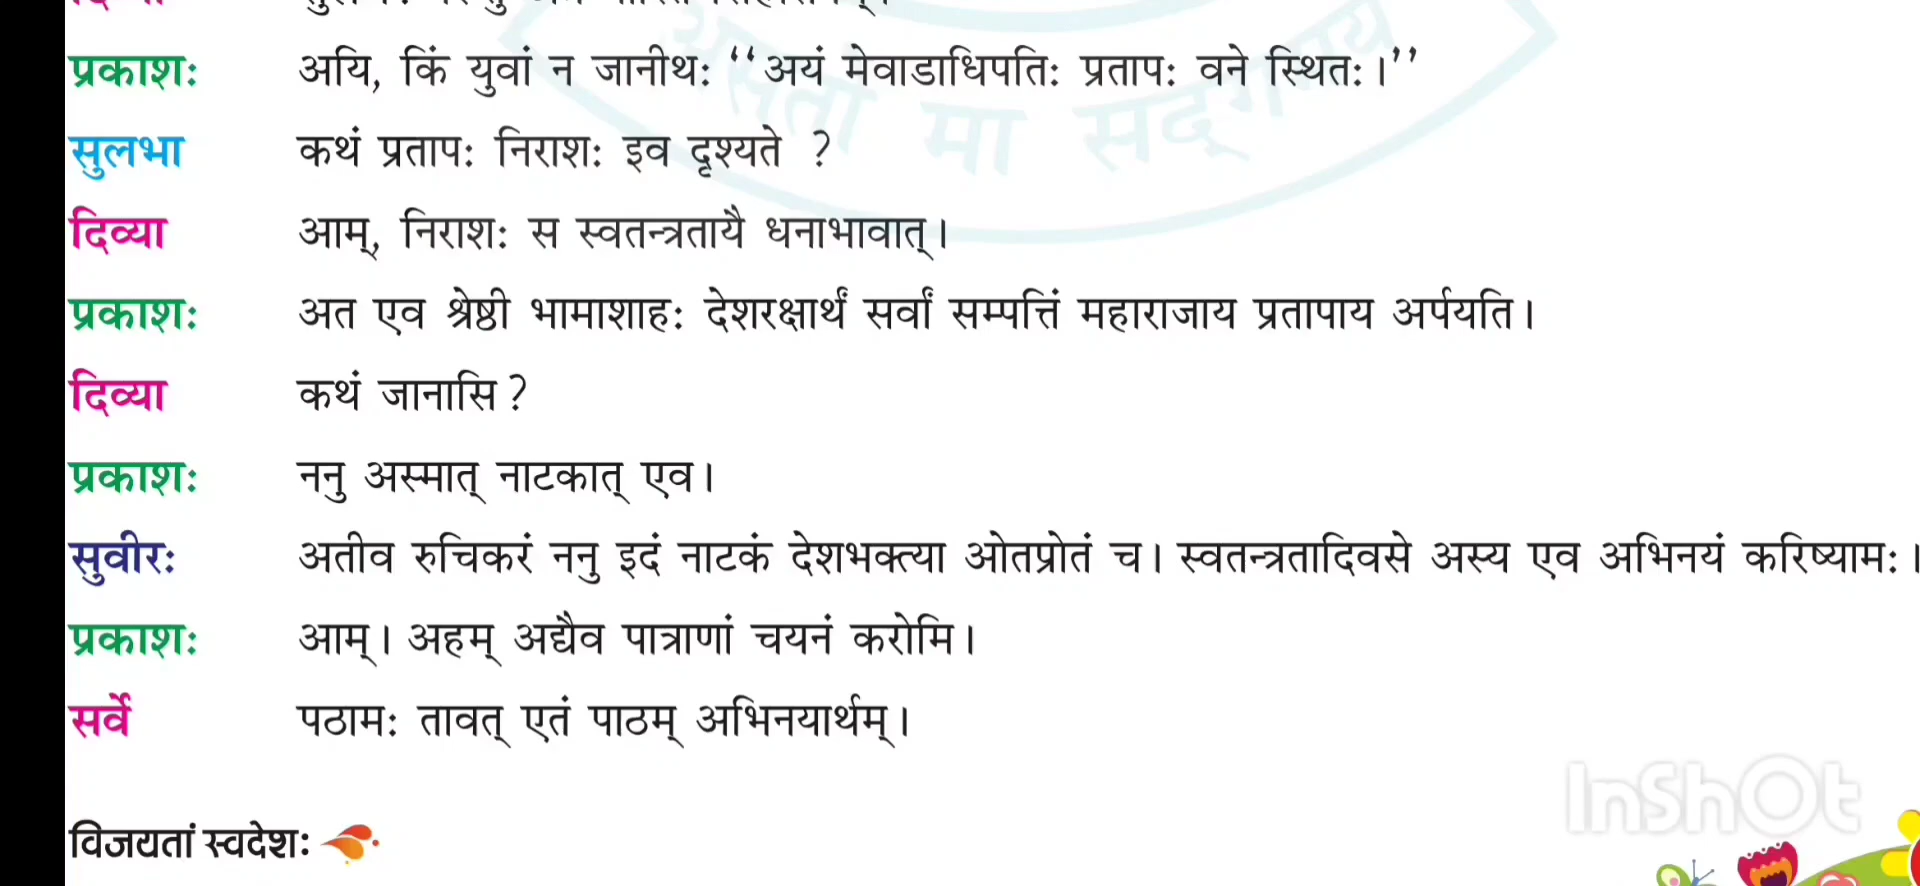 दिव्या
प्रकाशः अयि, किं युवां न जानीथः “अयं मेवाडाधिपतिः प्रतापः वने स्थितः।”
सुलभा कथं प्रतापः निराशः इव दृश्यते ?
दिव्या आम्, निराशः स स्वतन्त्रतायै धनाभावात्।
प्रकाशः अत एव श्रेष्ठी भामाशाहः देशरक्षार्थं सर्वां सम्पत्तिं महाराजाय प्रतापाय अर्पयति।
दिव्या कथं जानासि ?
प्रकाशः ननु अस्मात् नाटकात् एव।
सुवीरः अतीव रुचिकरं ननु इदं नाटकं देशभक्त्या ओतप्रोतं च। स्वतन्त्रतादिवसे अस्य एव अभिनयं करिष्यामः।
प्रकाशः आम्। अहम् अद्यैव पात्राणां चयनं करोमि।
सर्वे पठामः तावत् एतं पाठम् अभिनयार्थम्।
विजयतां स्वदेशः
असतो मा सद्गमय
InShOt